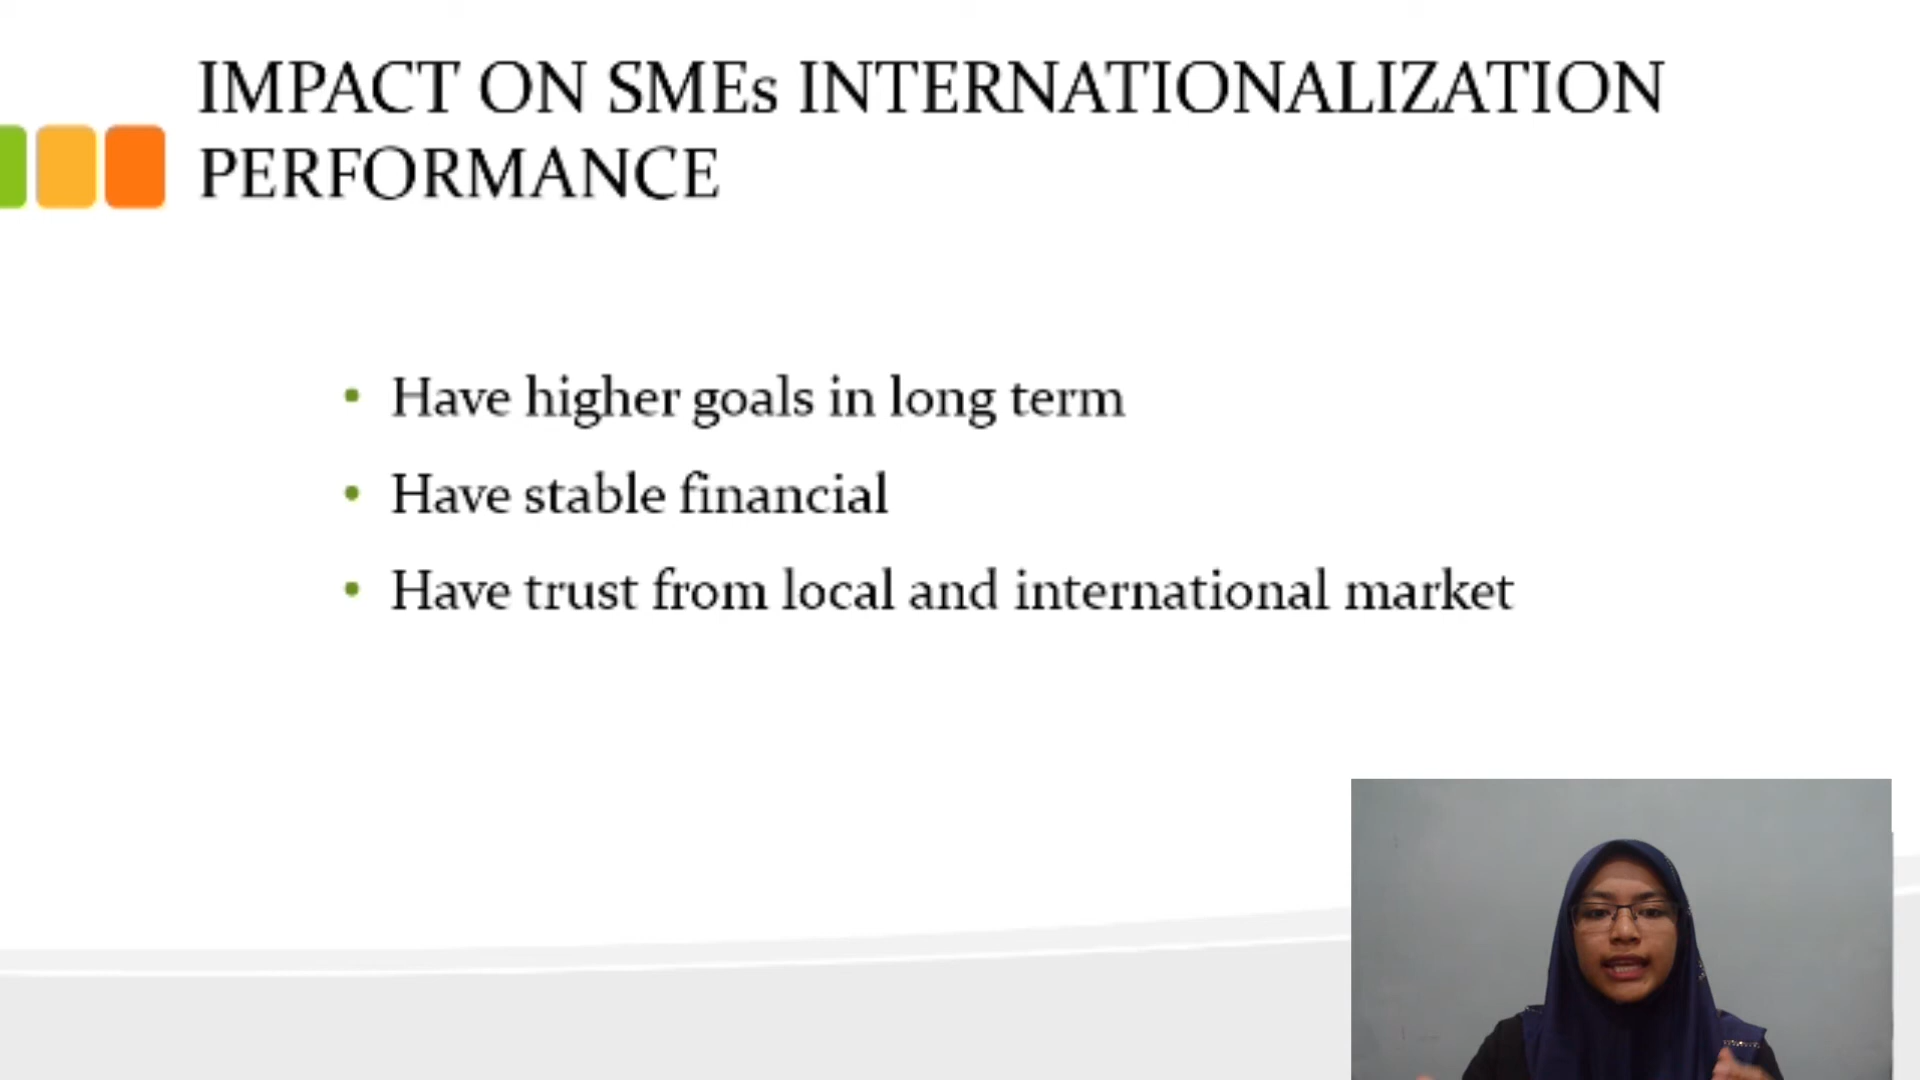 IMPACT ON SMEs INTERNATIONALIZATION
PERFORMANCE
• Have higher goals in long term
• Have stable financial
• Have trust from local and international market